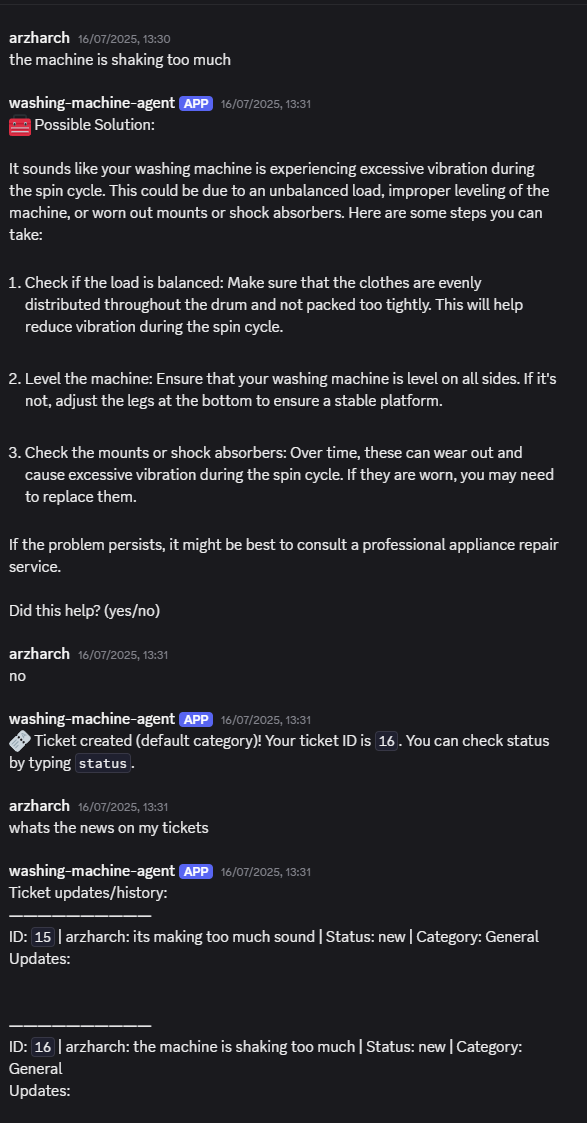 arzharch 16/07/2025, 13:30
the machine is shaking too much
washing-machine-agent APP 16/07/2025, 13:31
Possible Solution:
It sounds like your washing machine is experiencing excessive vibration during
the spin cycle. This could be due to an unbalanced load, improper leveling of the
machine, or worn out mounts or shock absorbers. Here are some steps you can
take:
1. Check if the load is balanced: Make sure that the clothes are evenly
distributed throughout the drum and not packed too tightly. This will help
reduce vibration during the spin cycle.
2. Level the machine: Ensure that your washing machine is level on all sides. If it's
not, adjust the legs at the bottom to ensure a stable platform.
3. Check the mounts or shock absorbers: Over time, these can wear out and
cause excessive vibration during the spin cycle. If they are worn, you may need
to replace them.
If the problem persists, it might be best to consult a professional appliance repair
service.
Did this help? (yes/no)
arzharch 16/07/2025, 13:31
no
washing-machine-agent APP 16/07/2025, 13:31
Ticket created (default category)! Your ticket ID is 16. You can check status
by typing status.
arzharch 16/07/2025, 13:31
whats the news on my tickets
washing-machine-agent APP 16/07/2025, 13:31
Ticket updates/history:
——————————
ID: 15 | arzharch: its making too much sound | Status: new | Category: General
Updates:
——————————
ID: 16 | arzharch: the machine is shaking too much | Status: new | Category:
General
Updates: